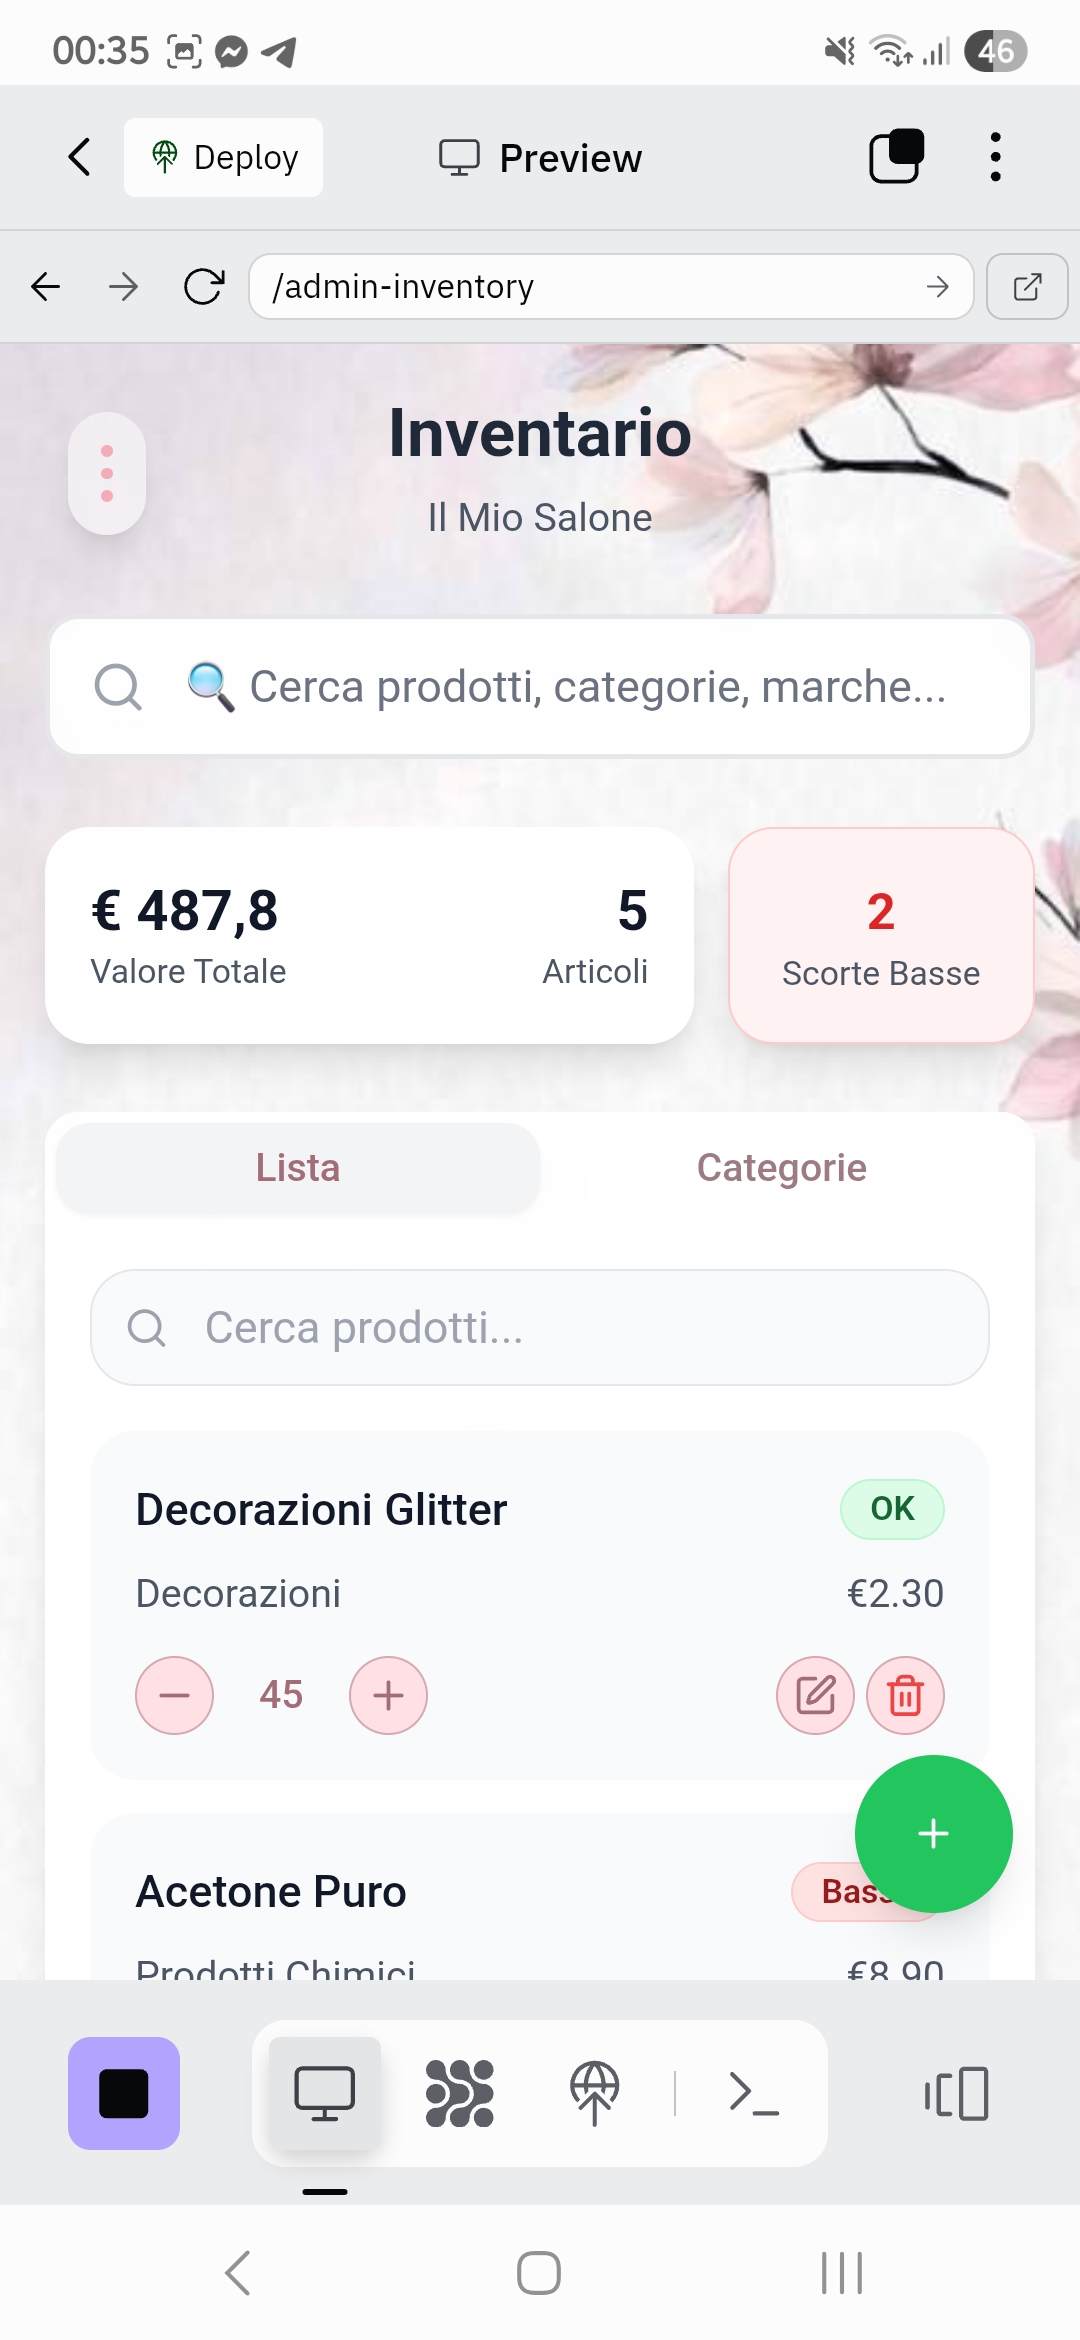 00:35
46
Deploy
Preview
/admin-inventory
Inventario
Il Mio Salone
🔍 Cerca prodotti, categorie, marche...
€ 487,8
5
2
Valore Totale
Articoli
Scorte Basse
Lista
Categorie
Cerca prodotti...
Decorazioni Glitter
OK
Decorazioni
€2.30
45
Acetone Puro
Prodotti Chimici
€8.90